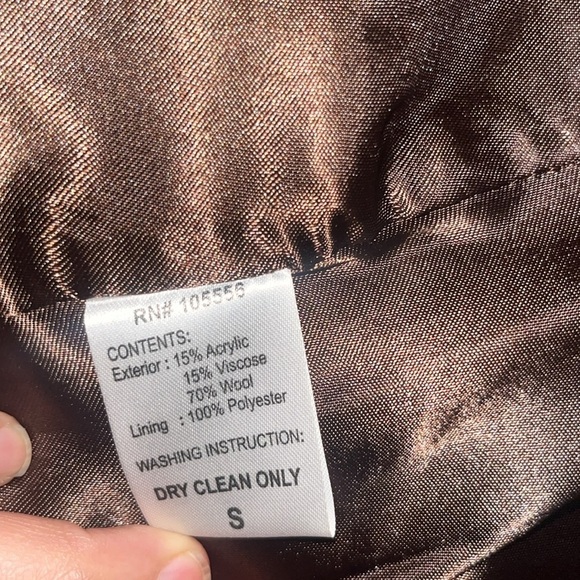 RN# 105556
CONTENTS:
Exterior : 15% Acrylic
15% Viscose
70% Wool
Lining : 100% Polyester
WASHING INSTRUCTION:
DRY CLEAN ONLY
S